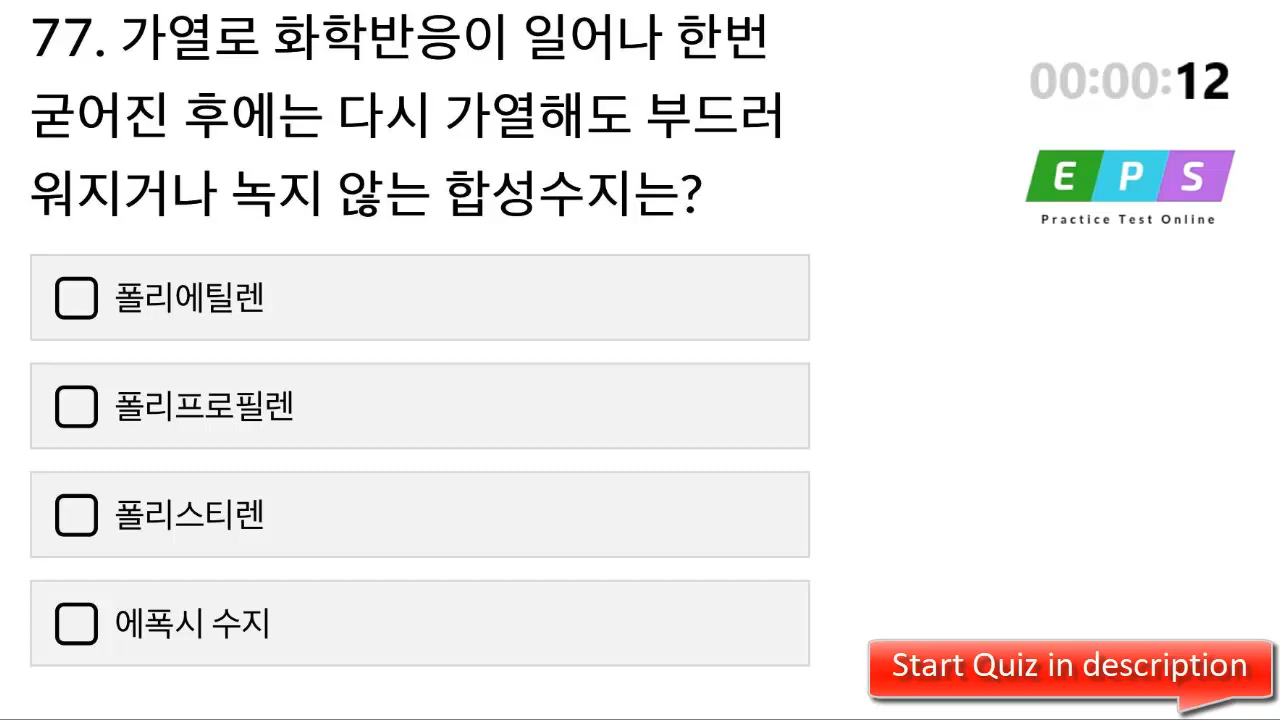 77. 가열로 화학반응이 일어나 한번
굳어진 후에는 다시 가열해도 부드러
워지거나 녹지 않는 합성수지는?
00:00:12
EPS
Practice Test Online
폴리에틸렌
폴리프로필렌
폴리스티렌
에폭시 수지
Start Quiz in description